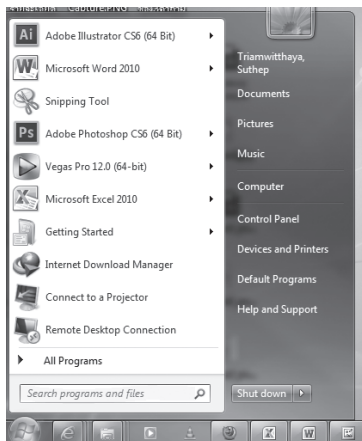 Ai Adobe Illustrator CS6 (64 Bit)
W Microsoft Word 2010
Snipping Tool
Ps Adobe Photoshop CS6 (64 Bit)
Vegas Pro 12.0 (64-bit)
X Microsoft Excel 2010
Getting Started
Internet Download Manager
Connect to a Projector
Remote Desktop Connection
All Programs
Search programs and files
Triamwitthaya,
Suthep
Documents
Pictures
Music
Computer
Control Panel
Devices and Printers
Default Programs
Help and Support
Shut down